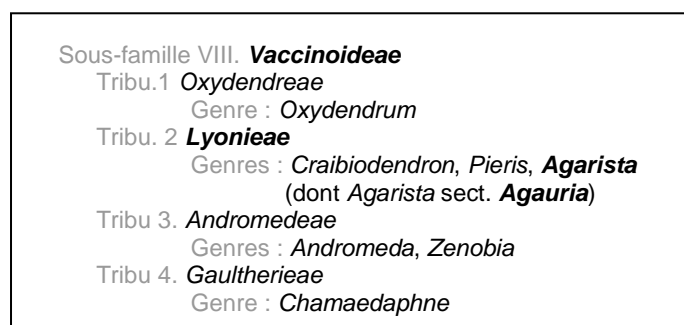 Sous-famille VIII. Vaccinoideae
Tribu.1 Oxydendreae
Genre : Oxydendrum
Tribu. 2 Lyonieae
Genres : Craibiodendron, Pieris, Agarista
(dont Agarista sect. Agauria)
Tribu 3. Andromedeae
Genres : Andromeda, Zenobia
Tribu 4. Gaultherieae
Genre : Chamaedaphne